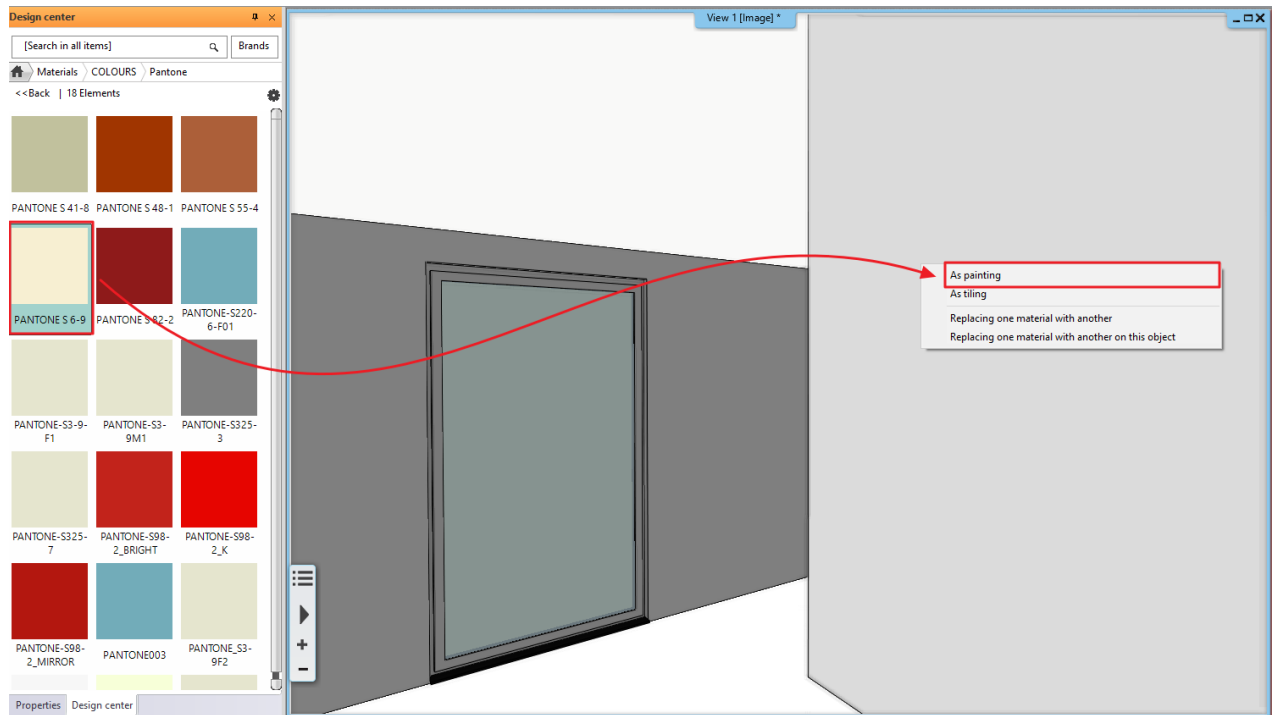 Design center
[Search in all items]
Brands
Materials
COLOURS
Pantone
<<Back | 18 Elements
PANTONE S 41-8
PANTONE S 48-1
PANTONE S 55-4
PANTONE S 6-9
PANTONE S 82-2
PANTONE-S220-
6-F01
PANTONE-S3-9-
F1
PANTONE-S3-
9M1
PANTONE-S325-
3
PANTONE-S325-
7
PANTONE-S98-
2_BRIGHT
PANTONE-S98-
2_K
PANTONE-S98-
2_MIRROR
PANTONE003
PANTONE_S3-
9F2
Properties
Design center
View 1 [Image] *
As painting
As tiling
Replacing one material with another
Replacing one material with another on this object